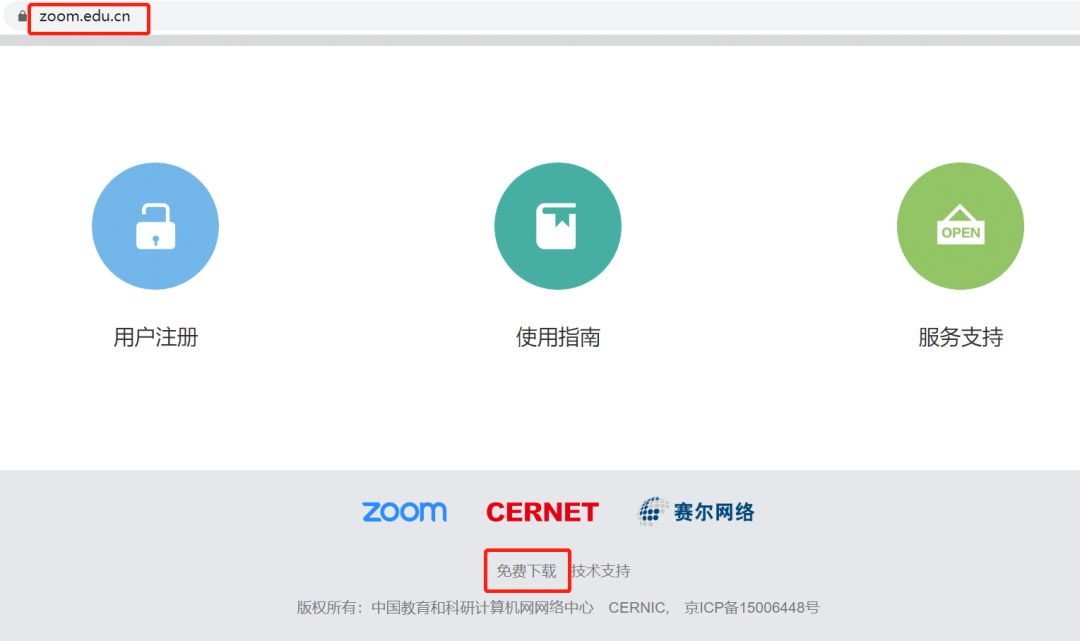 zoom.edu.cn
OPEN
用户注册 使用指南 服务支持
zoom CERNET 赛尔网络
免费下载 技术支持
版权所有：中国教育和科研计算机网网络中心 CERNIC, 京ICP备15006448号